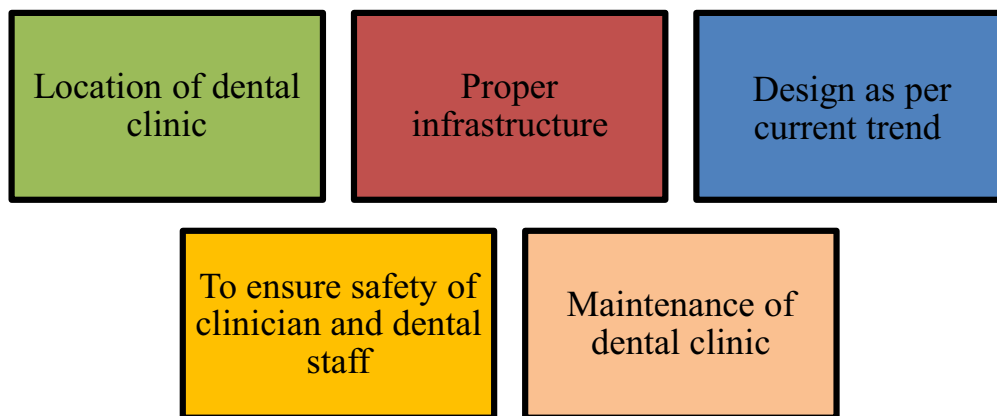 Location of dental
clinic
Proper
infrastructure
Design as per
current trend
To ensure safety of
clinician and dental
staff
Maintenance of
dental clinic